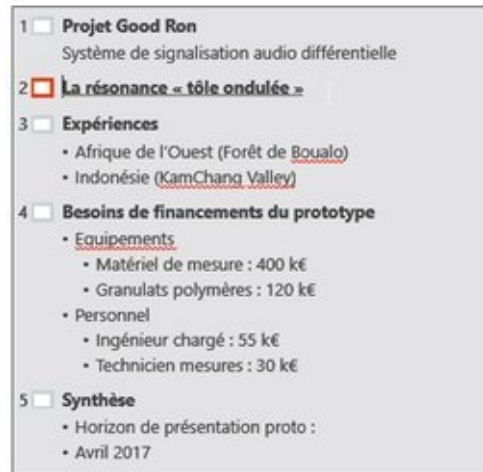 1 Projet Good Ron
Système de signalisation audio différentielle
2 La résonance « tôle ondulée »
3 Expériences
• Afrique de l'Ouest (Forêt de Boualo)
• Indonésie (KamChang Valley)
4 Besoins de financements du prototype
• Equipements
• Matériel de mesure : 400 k€
• Granulats polymères : 120 k€
• Personnel
• Ingénieur chargé : 55 k€
• Technicien mesures : 30 k€
5 Synthèse
• Horizon de présentation proto :
• Avril 2017